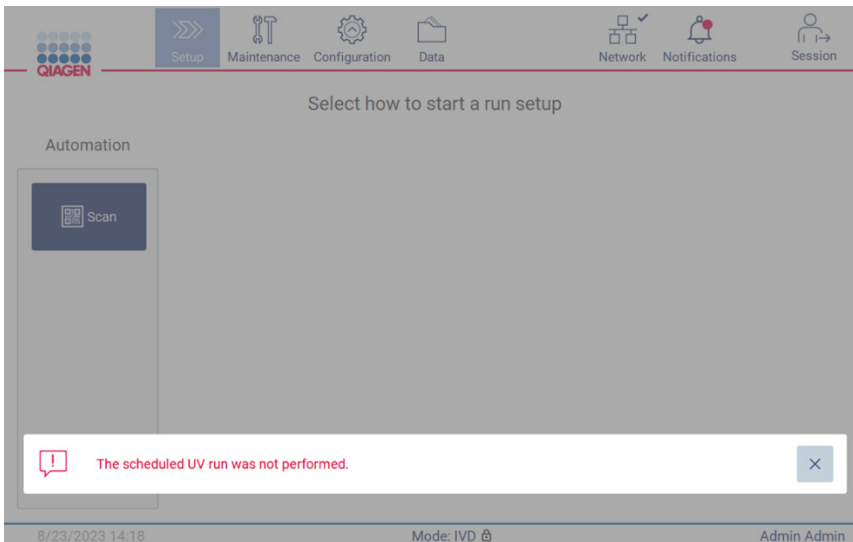 QIAGEN
Setup
Maintenance
Configuration
Data
Network
Notifications
Session
Select how to start a run setup
Automation
Scan
The scheduled UV run was not performed.
8/23/2023 14:18
Mode: IVD
Admin Admin